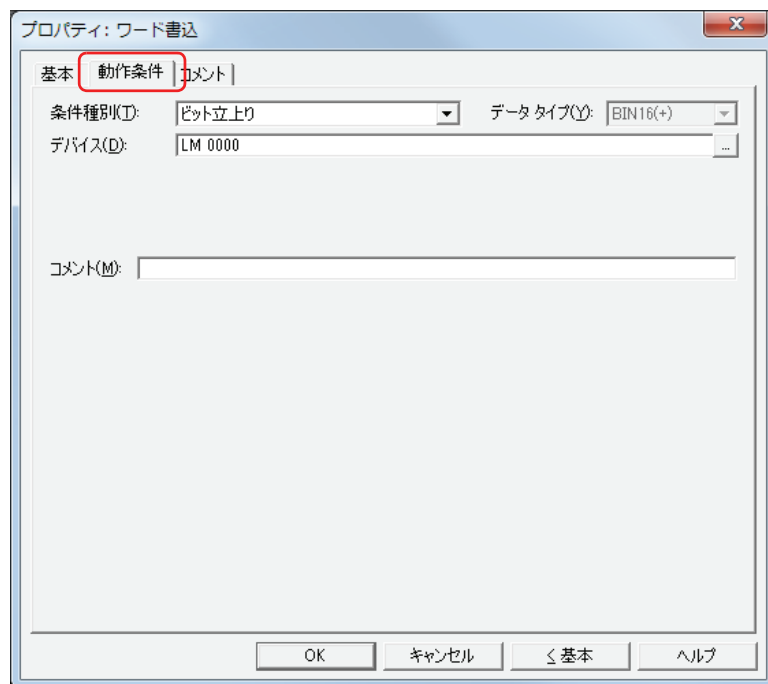 プロパティ：ワード書込
基本 動作条件 コメント
条件種別(T): ビット立上り データ タイプ(Y): BIN16(+)
デバイス(D): LM 0000 ...
コメント(M):
OK キャンセル < 基本 ヘルプ